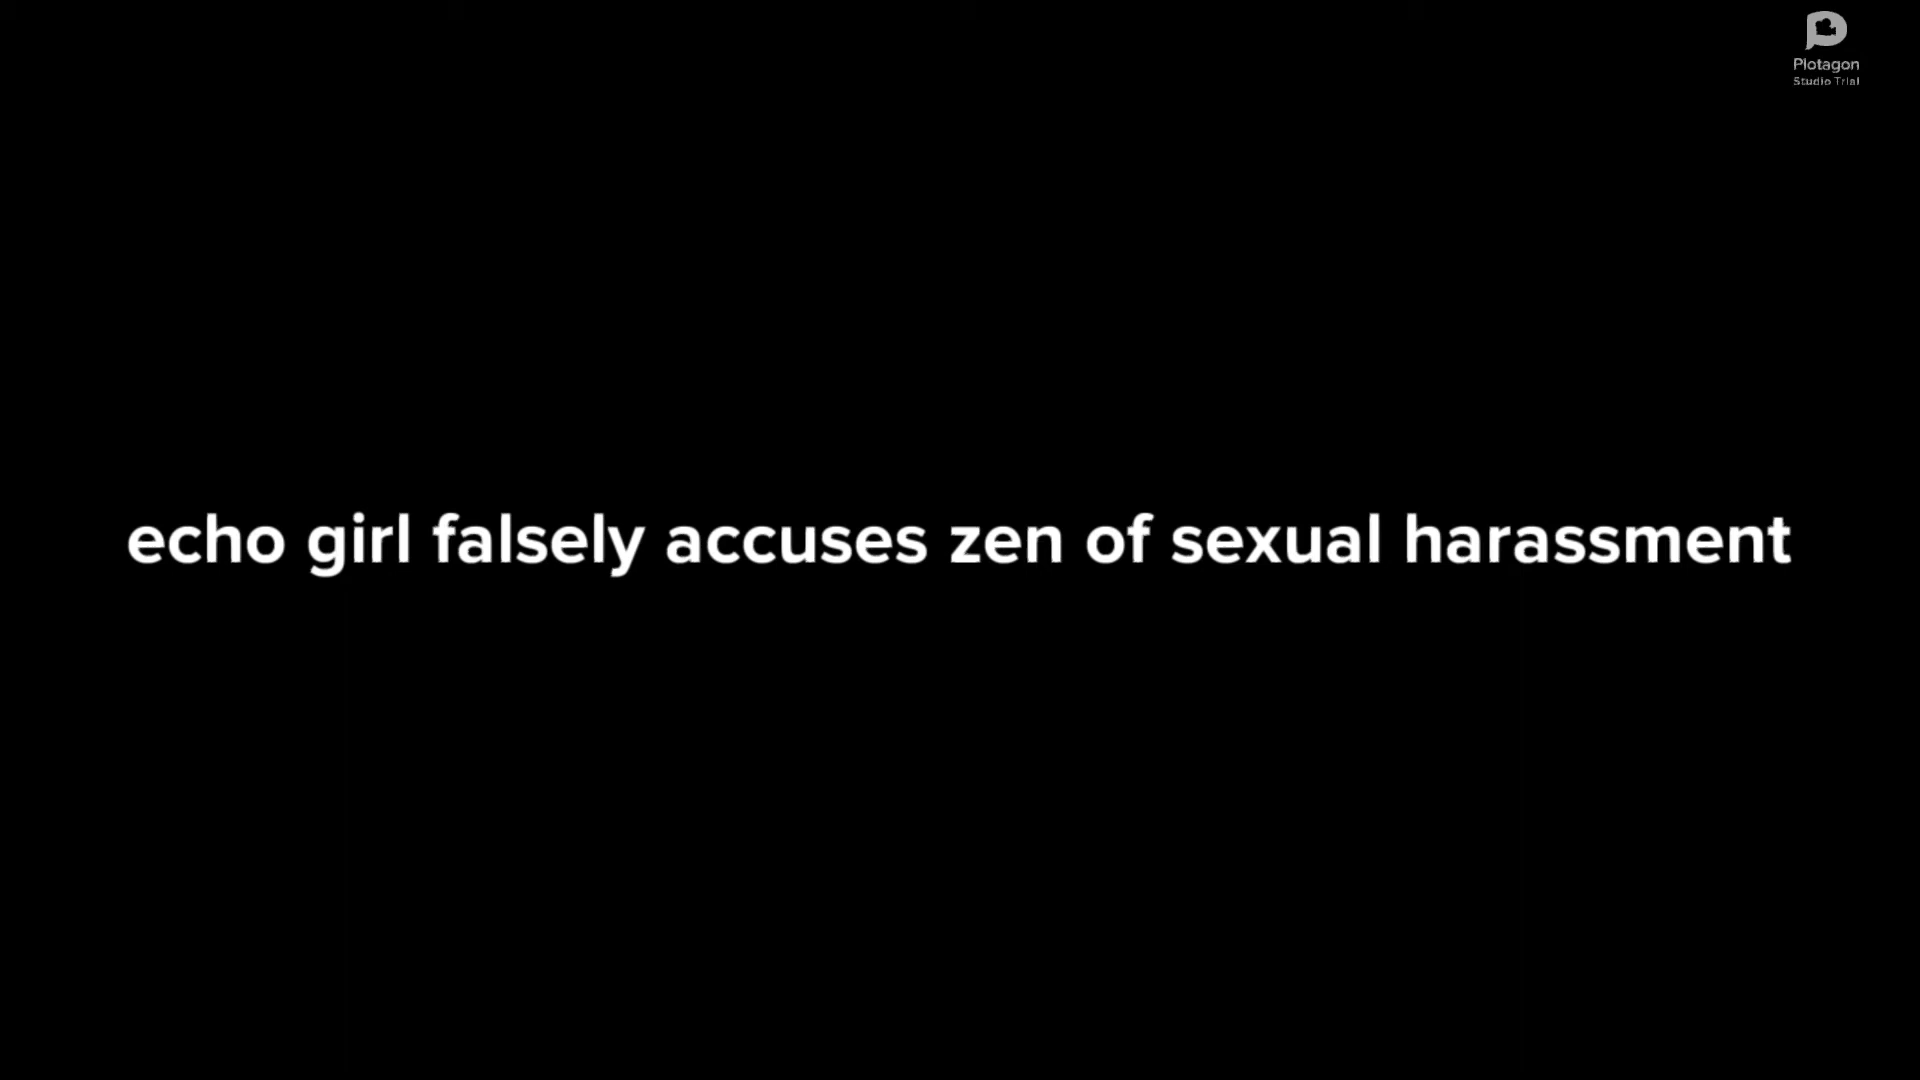 Plotagon
Studio Trial
echo girl falsely accuses zen of sexual harassment